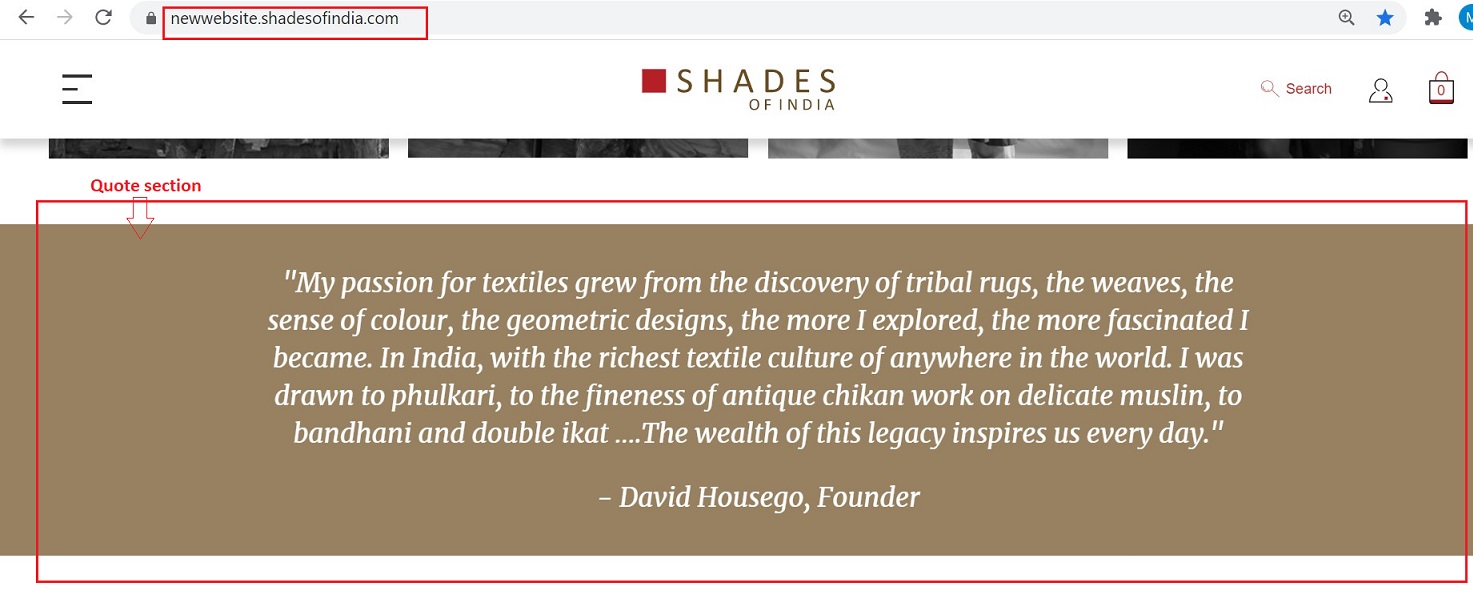 newwebsite.shadesofindia.com
M
SHADES
OF INDIA
Search
0
Quote section
"My passion for textiles grew from the discovery of tribal rugs, the weaves, the
sense of colour, the geometric designs, the more I explored, the more fascinated I
became. In India, with the richest textile culture of anywhere in the world. I was
drawn to phulkari, to the fineness of antique chikan work on delicate muslin, to
bandhani and double ikat ....The wealth of this legacy inspires us every day."
– David Housego, Founder